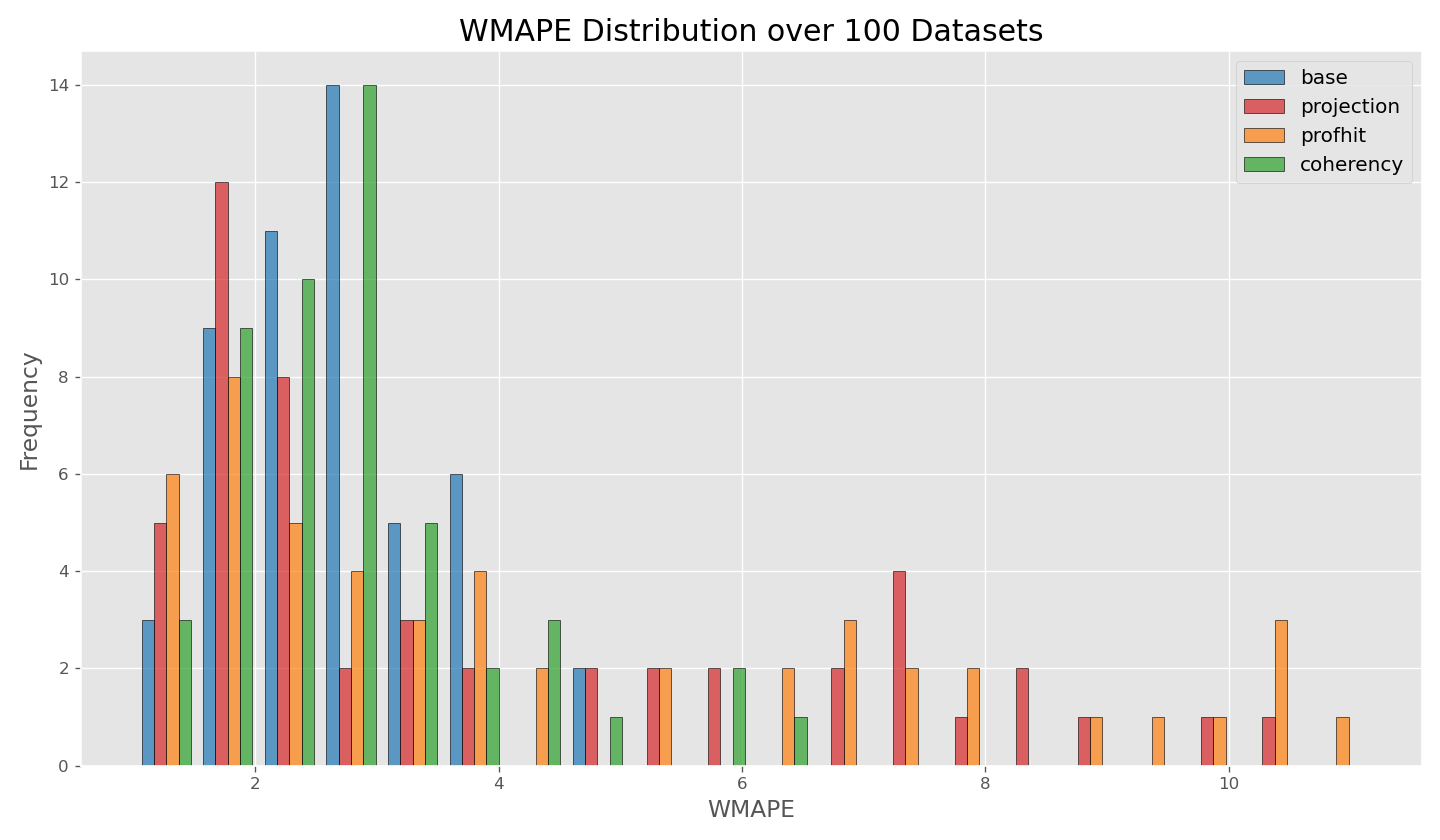 WMAPE Distribution over 100 Datasets
base
projection
profhit
coherency
Frequency
14
12
10
8
6
4
2
0
2 4 6 8 10
WMAPE